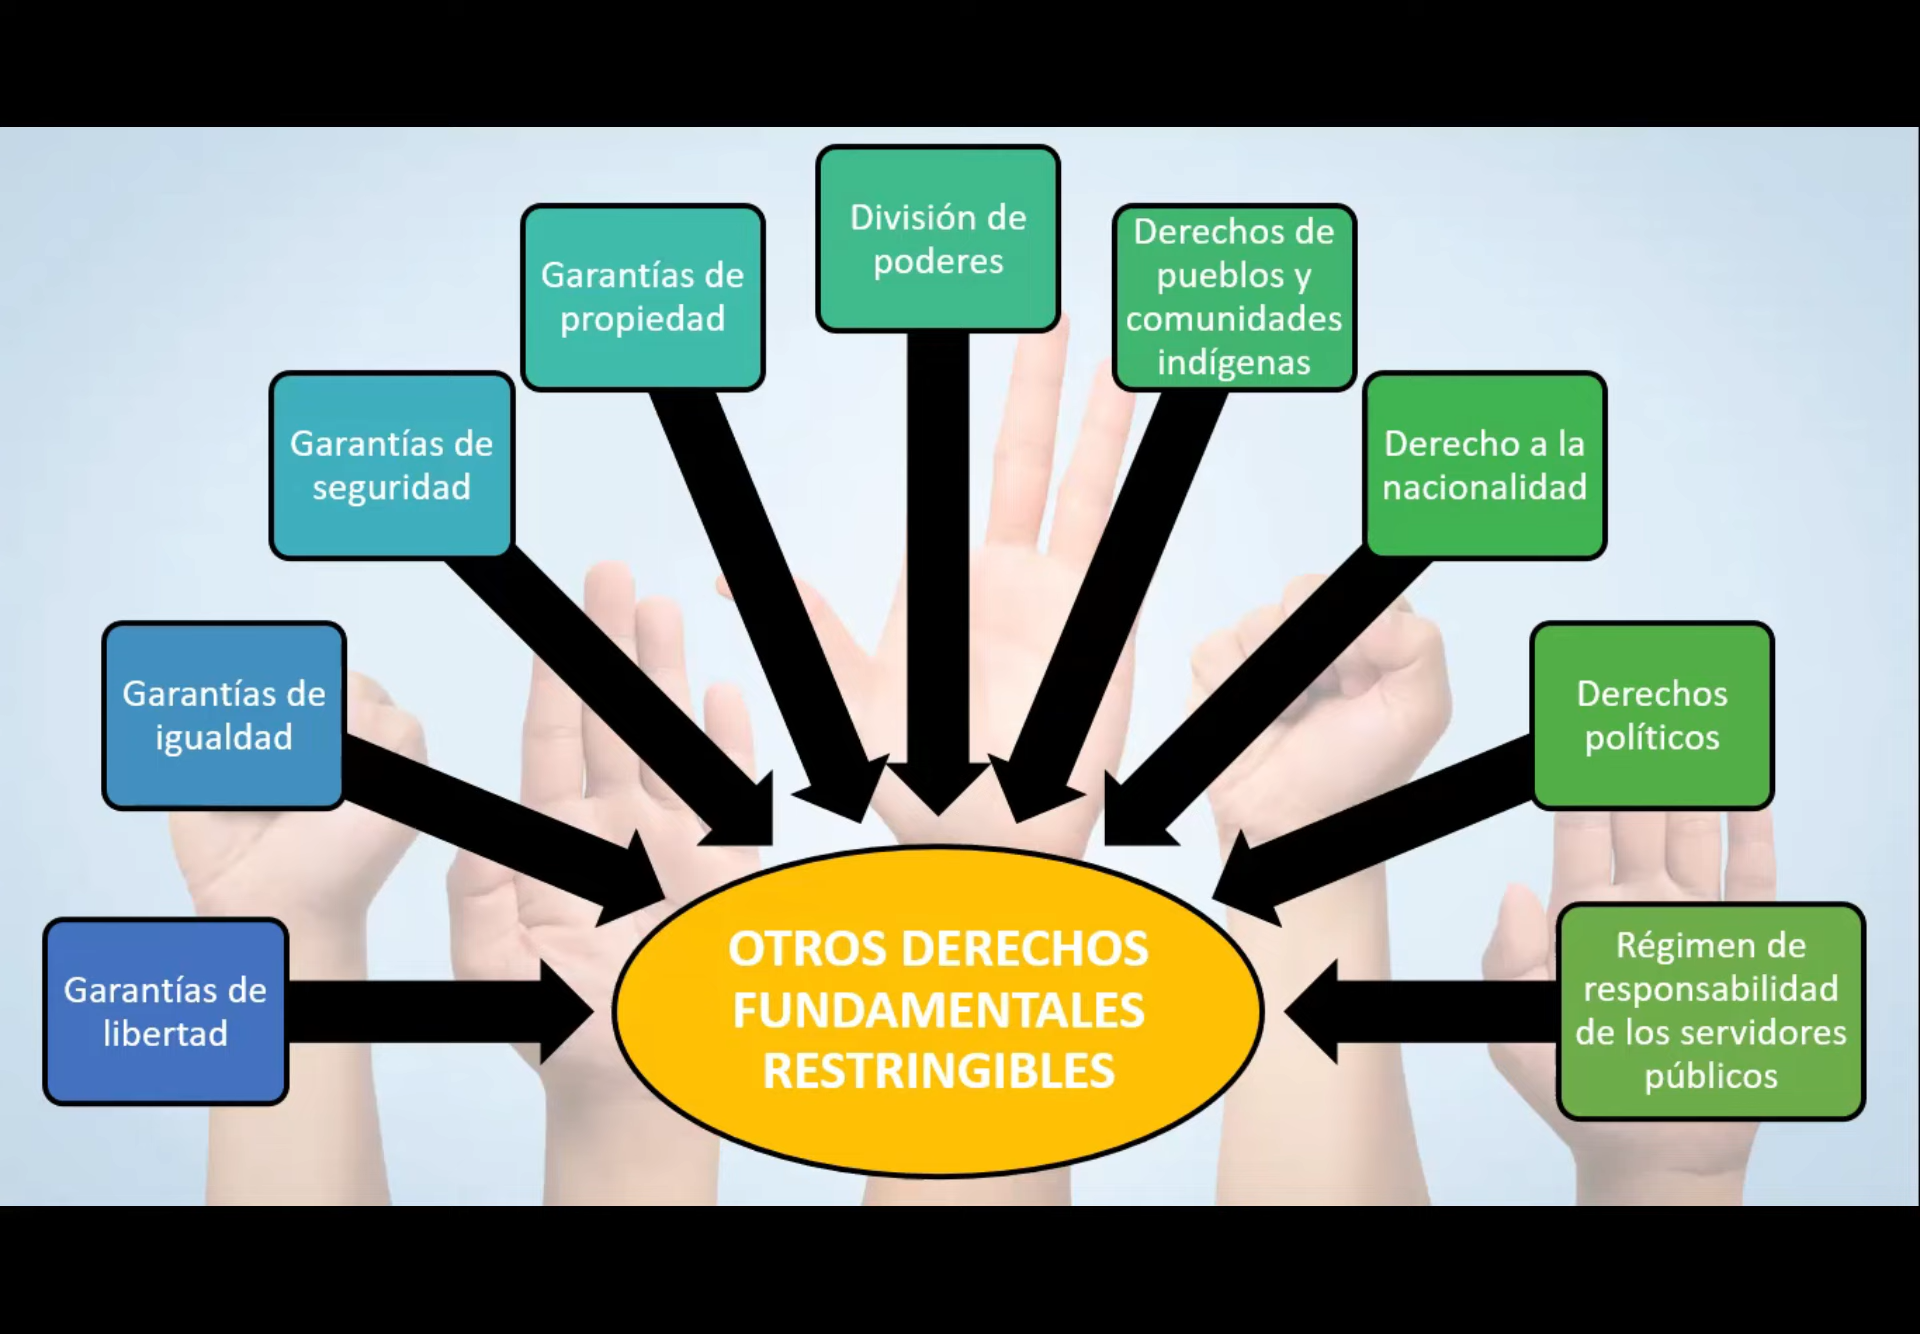 División de
poderes
Garantías de
propiedad
Derechos de
pueblos y
comunidades
indígenas
Garantías de
seguridad
Derecho a la
nacionalidad
Garantías de
igualdad
Derechos
políticos
Garantías de
libertad
OTROS DERECHOS
FUNDAMENTALES
RESTRINGIBLES
Régimen de
responsabilidad
de los servidores
públicos